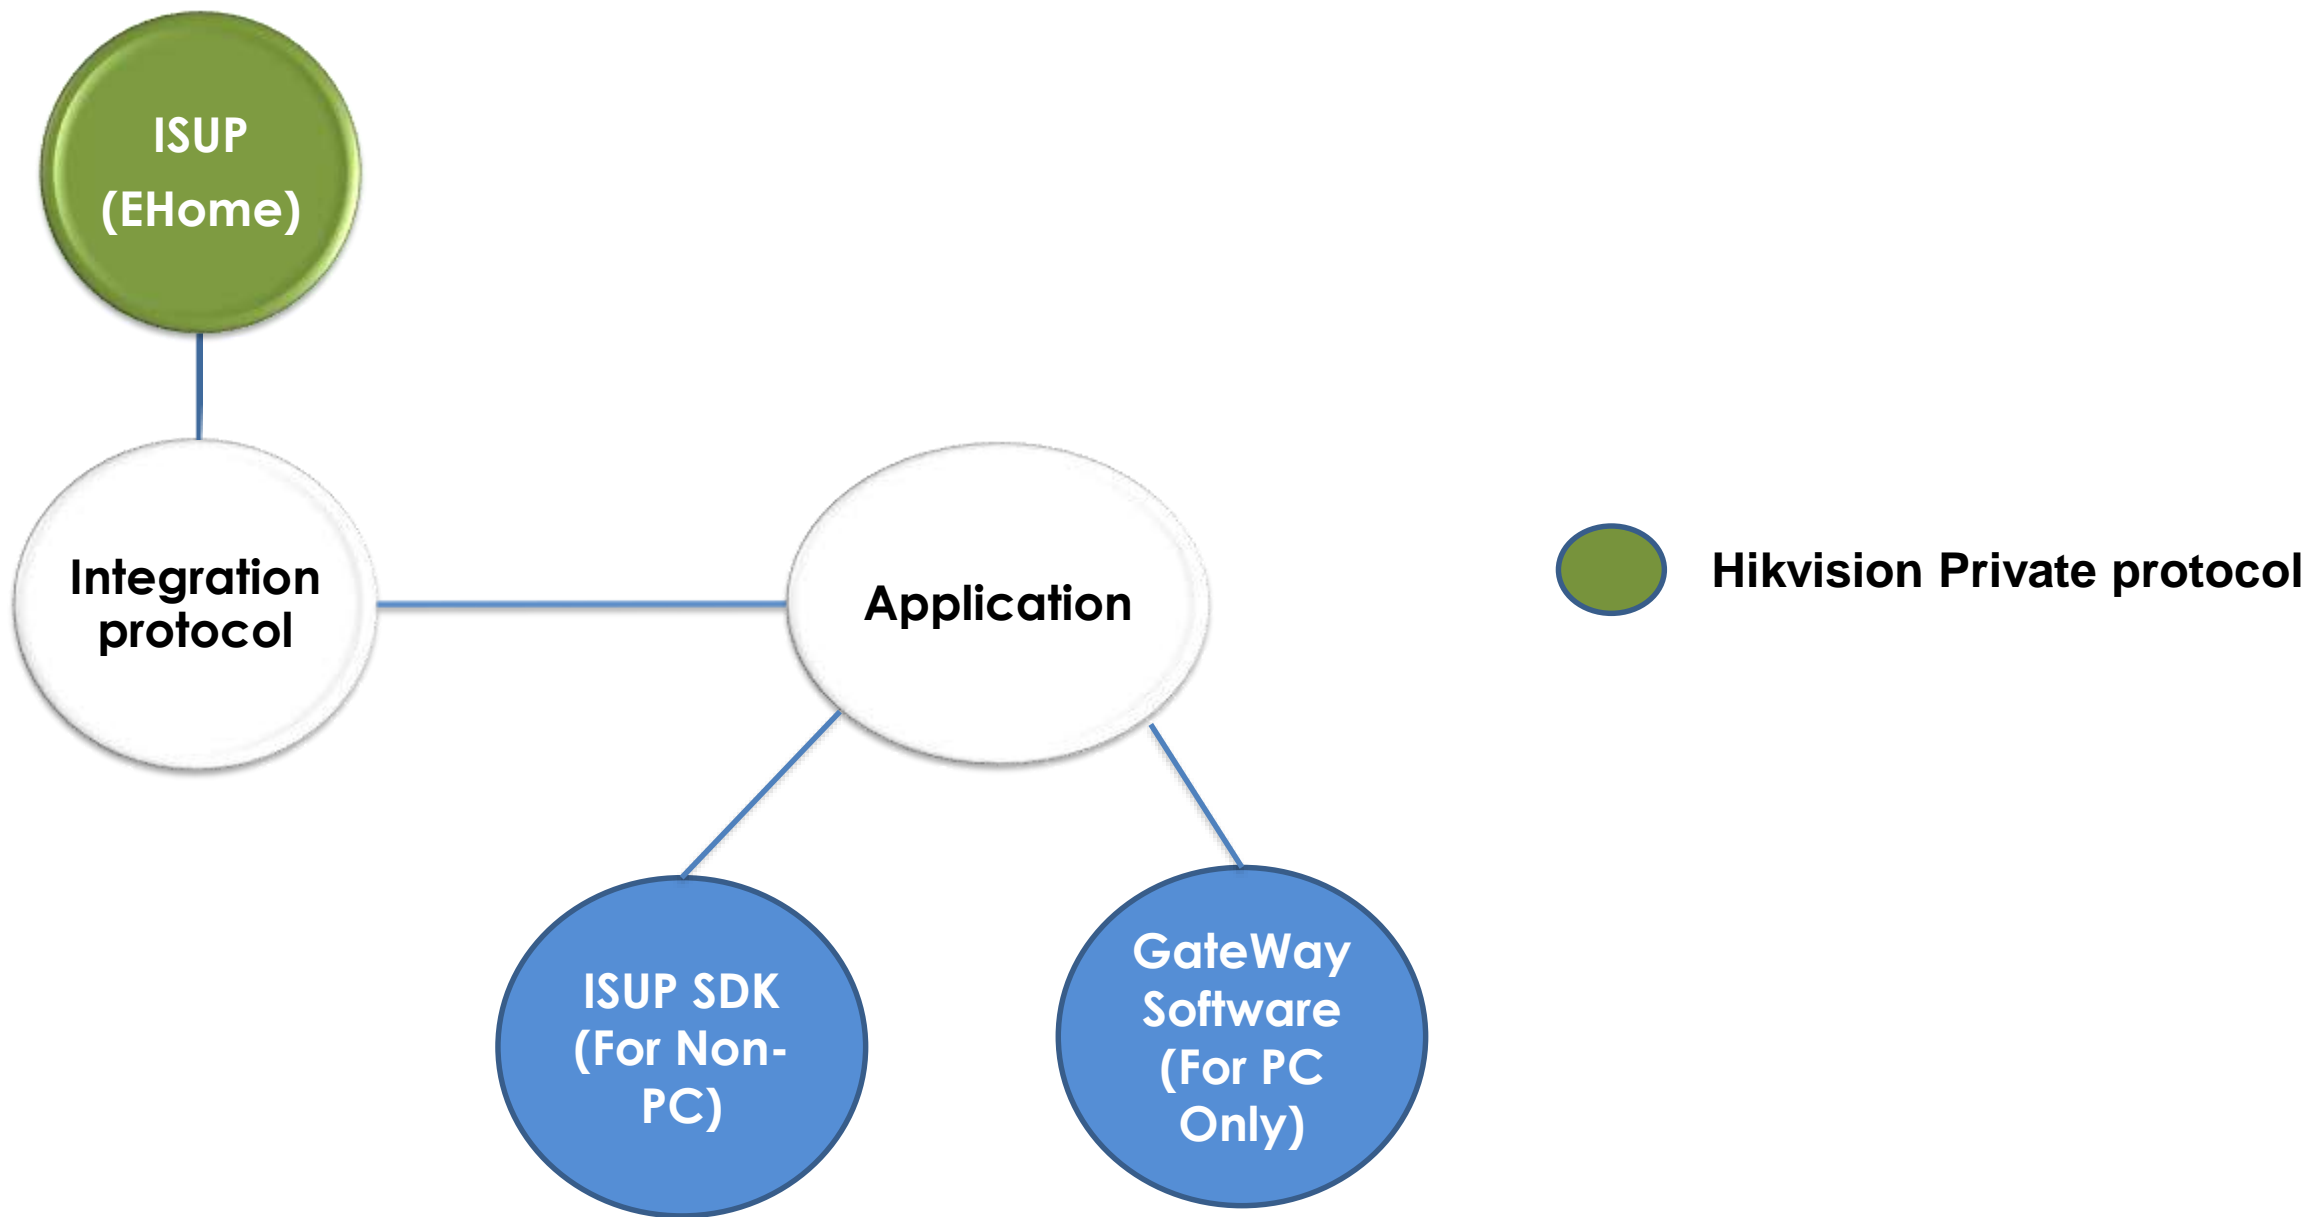 ISUP
(EHome)
Integration
protocol
Application
Hikvision Private protocol
ISUP SDK
(For Non-
PC)
GateWay
Software
(For PC
Only)